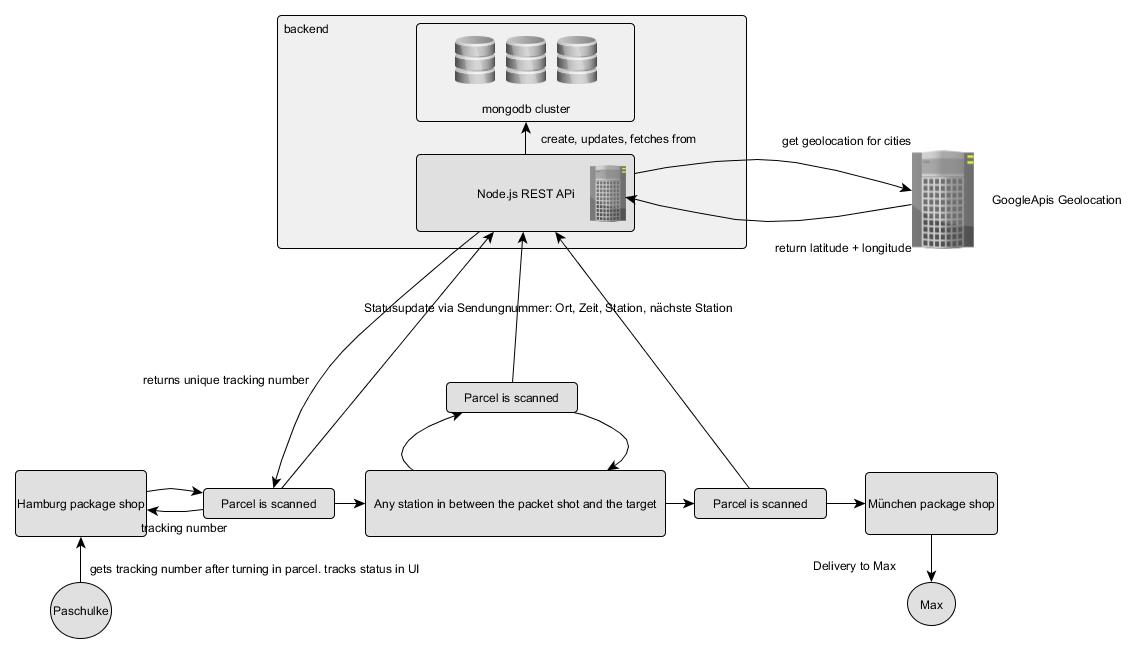 backend
mongodb cluster
create, updates, fetches from
get geolocation for cities
Node.js REST APi
GoogleApis Geolocation
return latitude + longitude
Statusupdate via Sendungnummer: Ort, Zeit, Station, nächste Station
returns unique tracking number
Parcel is scanned
Hamburg package shop
Parcel is scanned
Any station in between the packet shot and the target
Parcel is scanned
München package shop
tracking number
gets tracking number after turning in parcel. tracks status in UI
Delivery to Max
Paschulke
Max